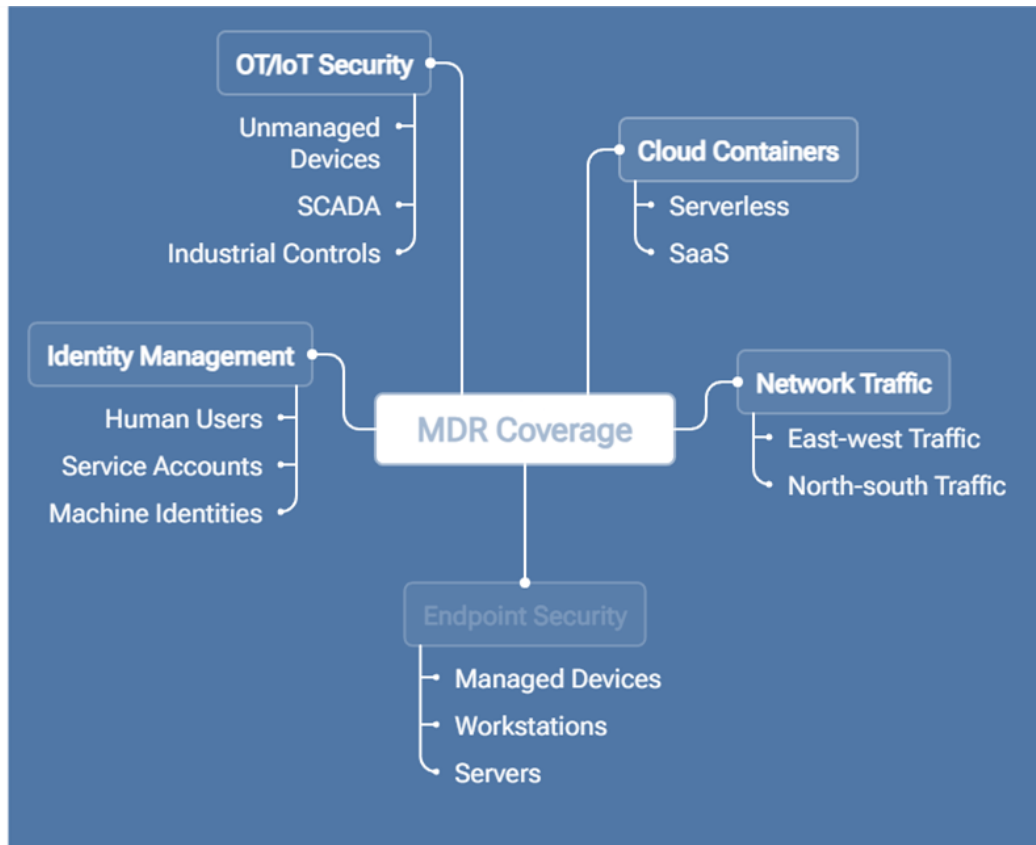 OT/IoT Security
Unmanaged
Devices
SCADA
Industrial Controls
Cloud Containers
Serverless
SaaS
Identity Management
Human Users
Service Accounts
Machine Identities
MDR Coverage
Network Traffic
East-west Traffic
North-south Traffic
Endpoint Security
Managed Devices
Workstations
Servers